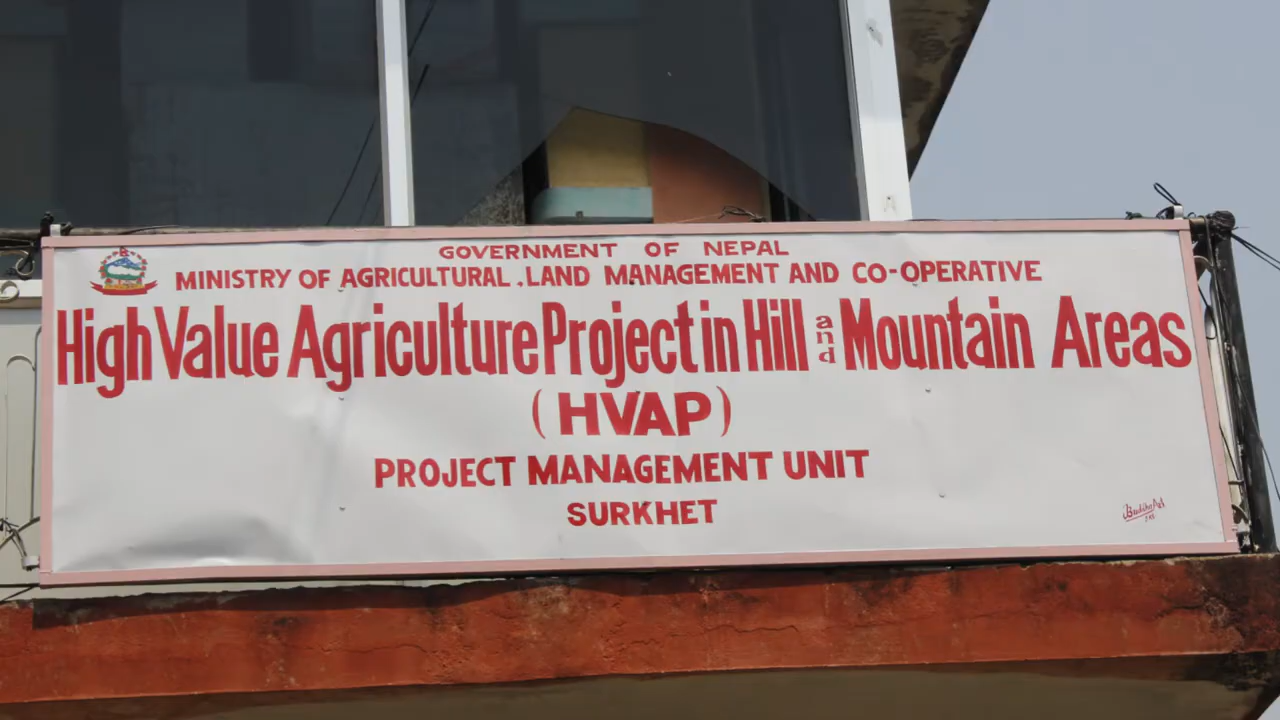 GOVERNMENT OF NEPAL
MINISTRY OF AGRICULTURAL ,LAND MANAGEMENT AND CO-OPERATIVE
High Value Agriculture Project in Hill and Mountain Areas
(HVAP)
PROJECT MANAGEMENT UNIT
SURKHET